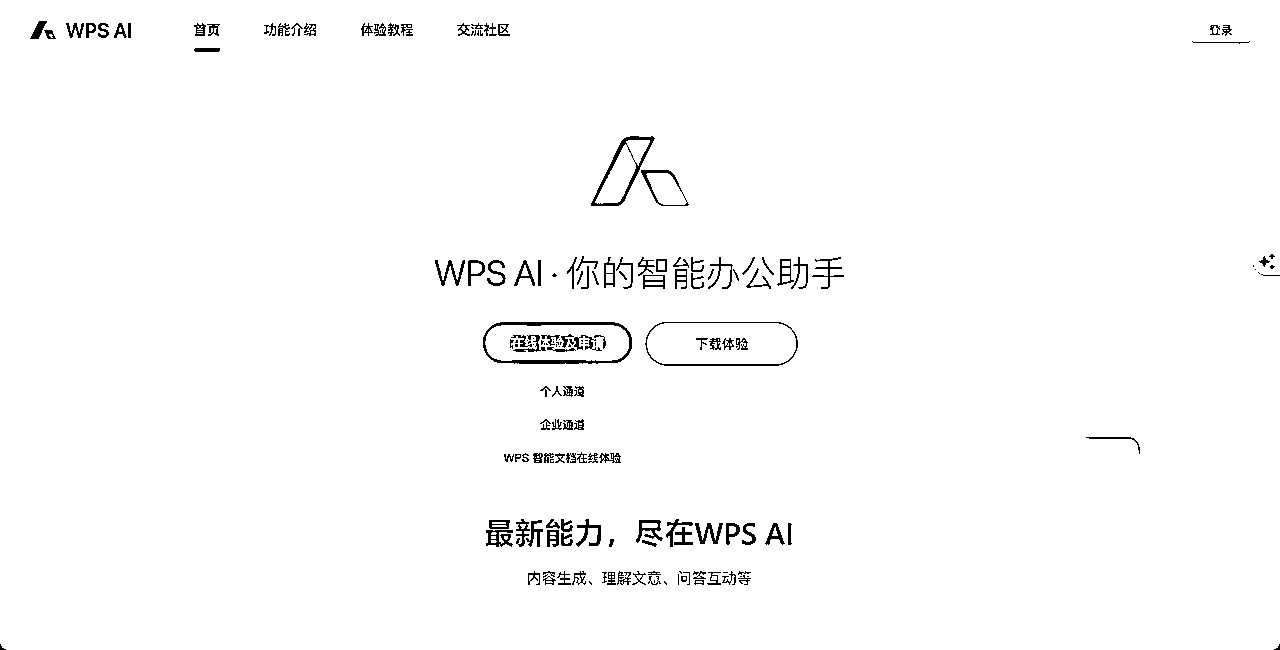 WPS AI 首页 功能介绍 体验教程 交流社区 登录
WPS AI · 你的智能办公助手
在线体验及申请 下载体验
个人通道
企业通道
WPS 智能文档在线体验
最新能力，尽在WPS AI
内容生成、理解文意、问答互动等